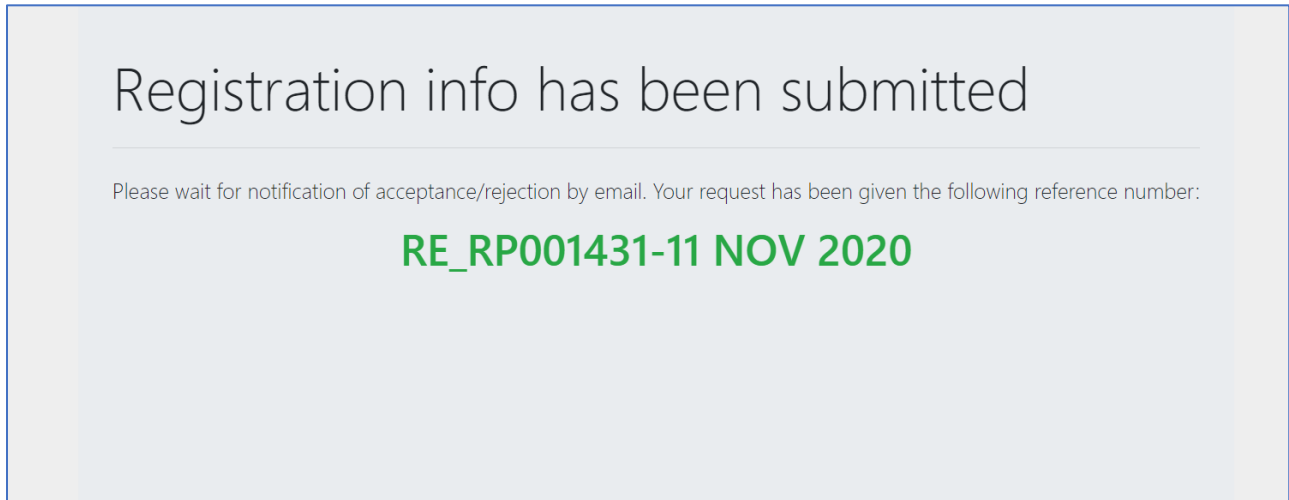 Registration info has been submitted
Please wait for notification of acceptance/rejection by email. Your request has been given the following reference number:
RE_RP001431-11 NOV 2020